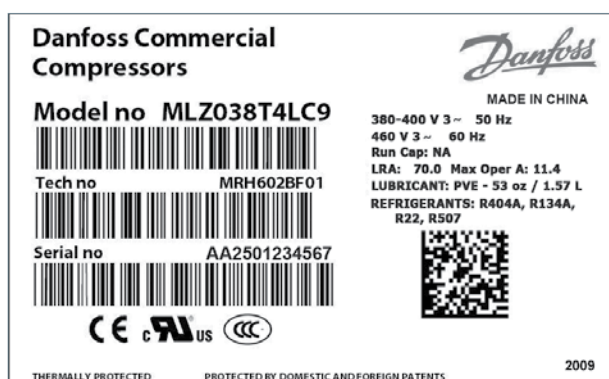 Danfoss Commercial
Compressors
Danfoss
MADE IN CHINA
Model no MLZ038T4LC9
Tech no MRH602BF01
Serial no AA2501234567
380-400 V 3~ 50 Hz
460 V 3~ 60 Hz
Run Cap: NA
LRA: 70.0 Max Oper A: 11.4
LUBRICANT: PVE - 53 oz / 1.57 L
REFRIGERANTS: R404A, R134A,
R22, R507
CE c RU US CCC
2009
THERMALLY PROTECTED PROTECTED BY DOMESTIC AND FOREIGN PATENTS